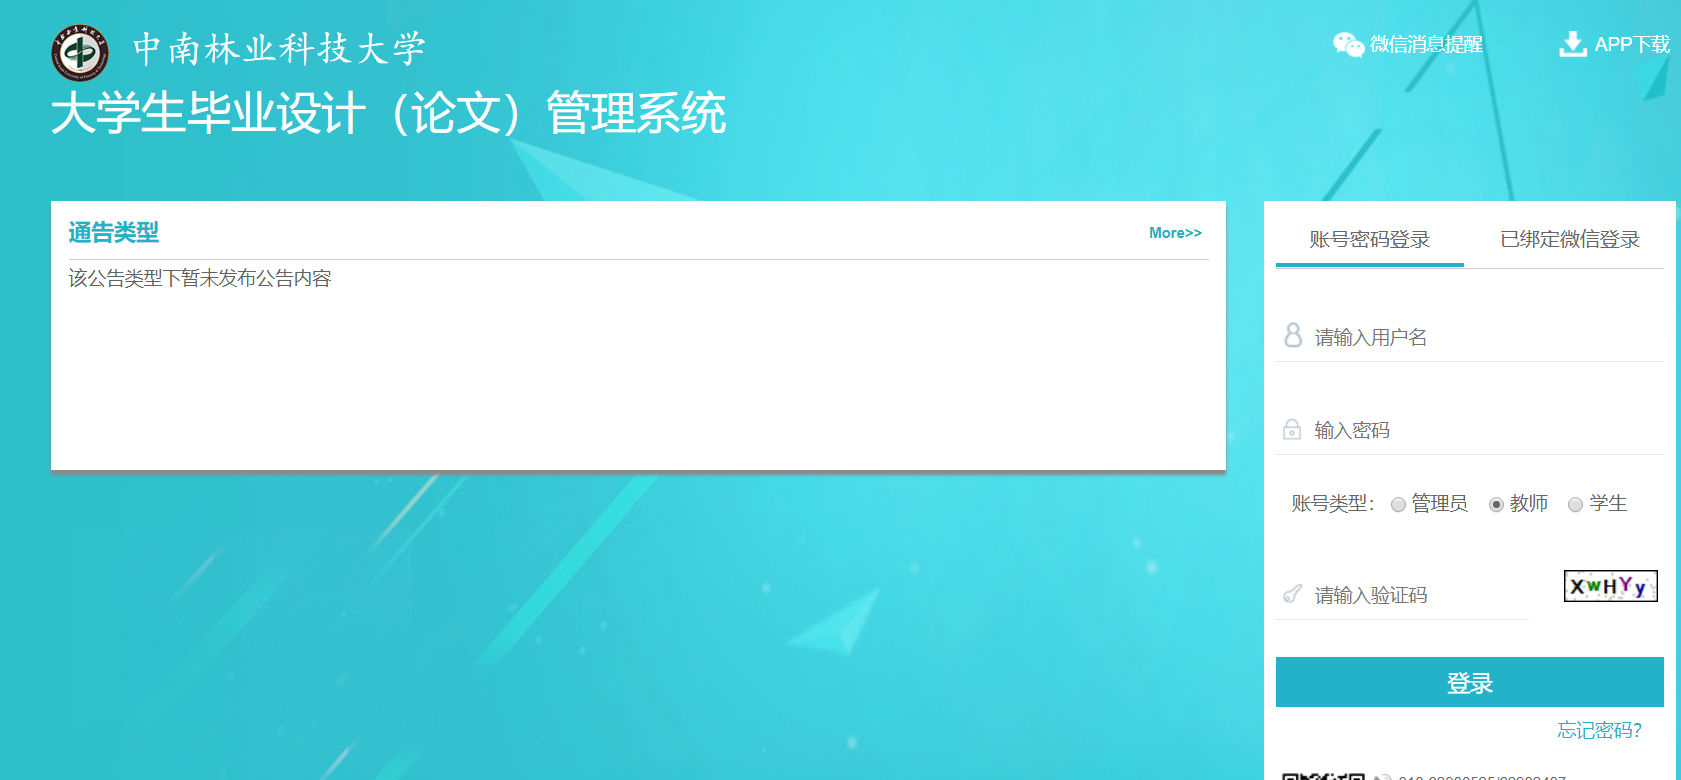 中南林业科技大学
微信消息提醒
APP下载
大学生毕业设计（论文）管理系统
通告类型
More>>
该公告类型下暂未发布公告内容
账号密码登录
已绑定微信登录
请输入用户名
输入密码
账号类型： 管理员 教师 学生
请输入验证码
XwHYy
登录
忘记密码?